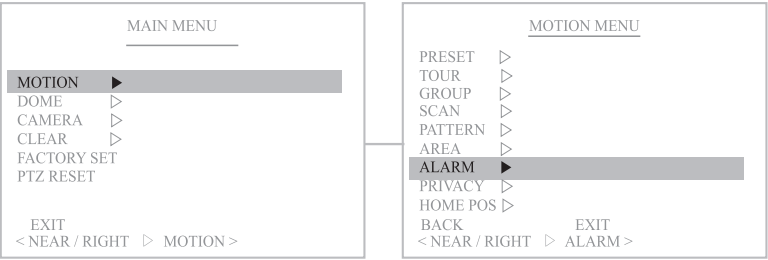 MAIN MENU
MOTION ▶
DOME ▷
CAMERA ▷
CLEAR ▷
FACTORY SET
PTZ RESET
EXIT
< NEAR / RIGHT ▷ MOTION >
MOTION MENU
PRESET ▷
TOUR ▷
GROUP ▷
SCAN ▷
PATTERN ▷
AREA ▷
ALARM ▶
PRIVACY ▷
HOME POS ▷
BACK EXIT
< NEAR / RIGHT ▷ ALARM >